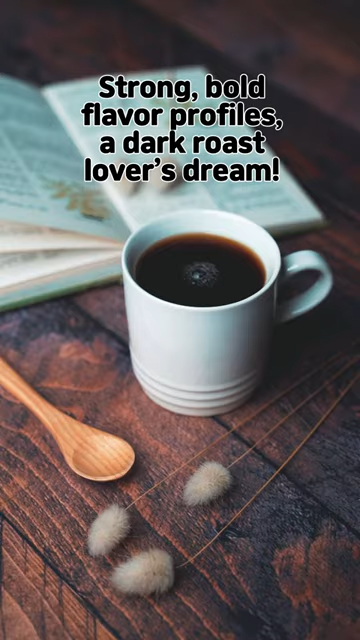 Strong, bold
flavor profiles,
a dark roast
lover's dream!